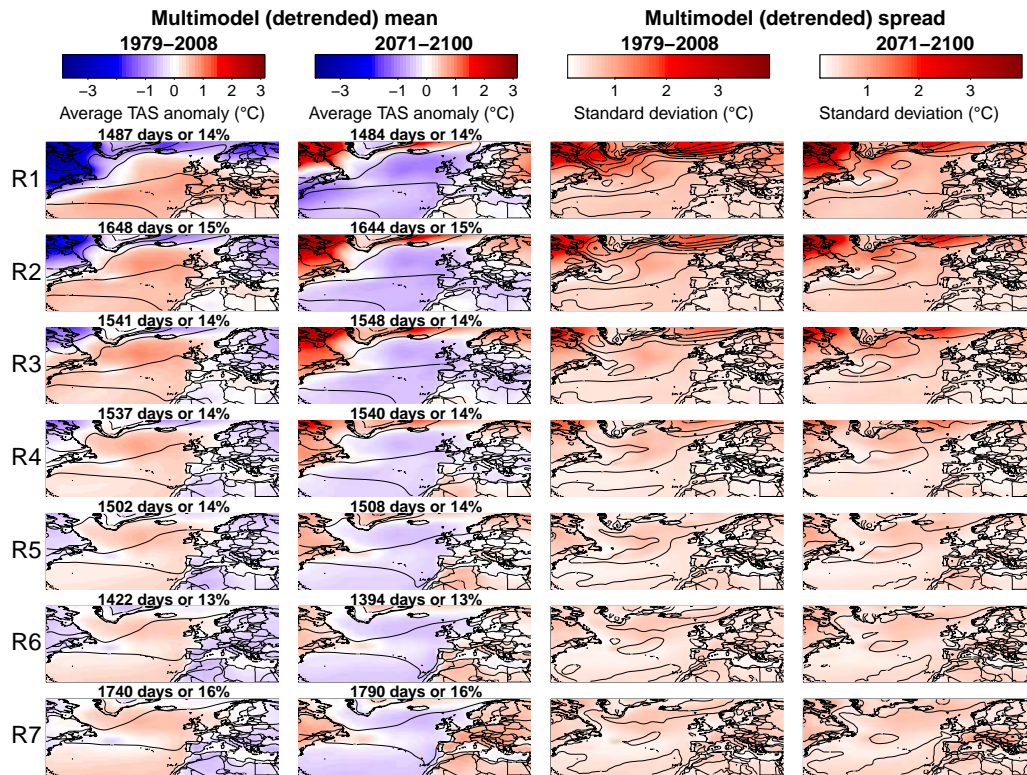 Multimodel (detrended) mean Multimodel (detrended) spread
1979−2008 2071−2100 1979−2008 2071−2100
−3 −1 0 1 2 3 −3 −1 0 1 2 3 1 2 3 1 2 3
Average TAS anomaly (°C) Average TAS anomaly (°C) Standard deviation (°C) Standard deviation (°C)
1487 days or 14% 1484 days or 14%
R1
1648 days or 15% 1644 days or 15%
R2
1541 days or 14% 1548 days or 14%
R3
1537 days or 14% 1540 days or 14%
R4
1502 days or 14% 1508 days or 14%
R5
1422 days or 13% 1394 days or 13%
R6
1740 days or 16% 1790 days or 16%
R7